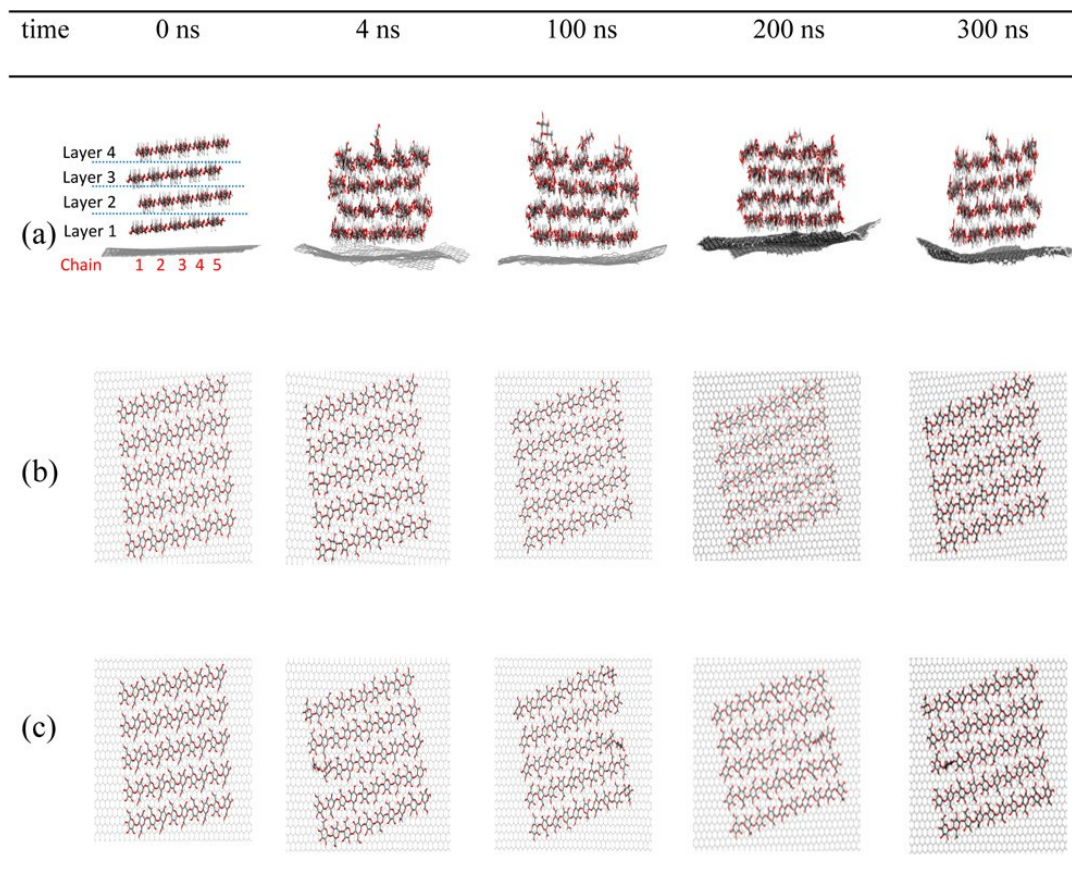 time 0 ns 4 ns 100 ns 200 ns 300 ns
Layer 4
Layer 3
Layer 2
Layer 1
(a)
Chain 1 2 3 4 5
(b)
(c)